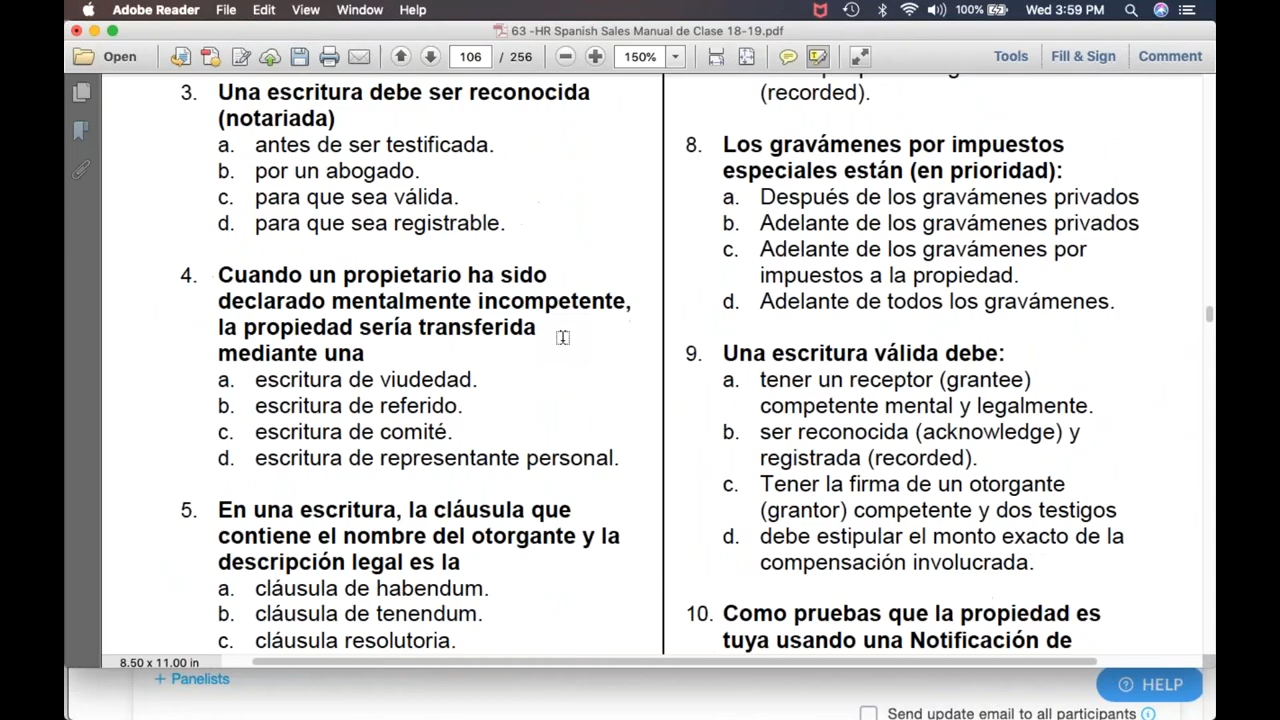 Adobe Reader File Edit View Window Help 100% Wed 3:59 PM
63 -HR Spanish Sales Manual de Clase 18-19.pdf
Open 106 / 256 150% Tools Fill & Sign Comment
3. Una escritura debe ser reconocida
(notariada)
a. antes de ser testificada.
b. por un abogado.
c. para que sea válida.
d. para que sea registrable.
4. Cuando un propietario ha sido
declarado mentalmente incompetente,
la propiedad sería transferida
mediante una
a. escritura de viudedad.
b. escritura de referido.
c. escritura de comité.
d. escritura de representante personal.
5. En una escritura, la cláusula que
contiene el nombre del otorgante y la
descripción legal es la
a. cláusula de habendum.
b. cláusula de tenendum.
c. cláusula resolutoria.
(recorded).
8. Los gravámenes por impuestos
especiales están (en prioridad):
a. Después de los gravámenes privados
b. Adelante de los gravámenes privados
c. Adelante de los gravámenes por
impuestos a la propiedad.
d. Adelante de todos los gravámenes.
9. Una escritura válida debe:
a. tener un receptor (grantee)
competente mental y legalmente.
b. ser reconocida (acknowledge) y
registrada (recorded).
c. Tener la firma de un otorgante
(grantor) competente y dos testigos
d. debe estipular el monto exacto de la
compensación involucrada.
10. Como pruebas que la propiedad es
tuya usando una Notificación de
8.50 x 11.00 in
+ Panelists
HELP
Send update email to all participants